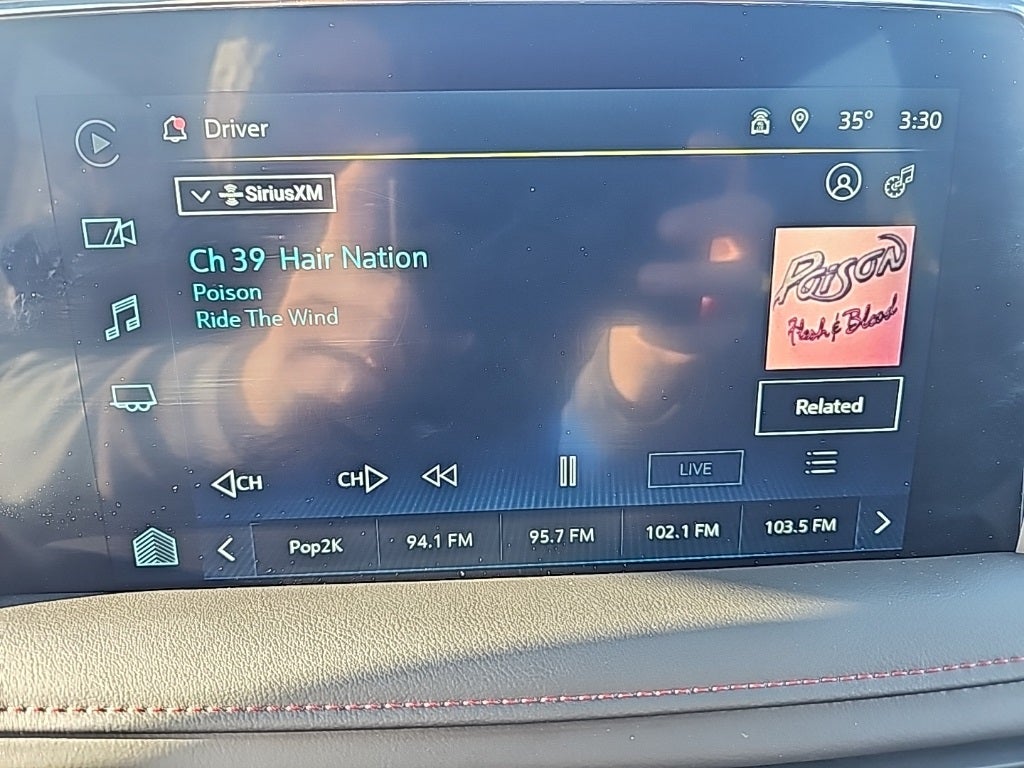 Driver
35° 3:30
SiriusXM
Ch 39 Hair Nation
Poison
Ride The Wind
Poison
Flesh & Blood
Related
CH
CH
LIVE
Pop2K 94.1 FM 95.7 FM 102.1 FM 103.5 FM